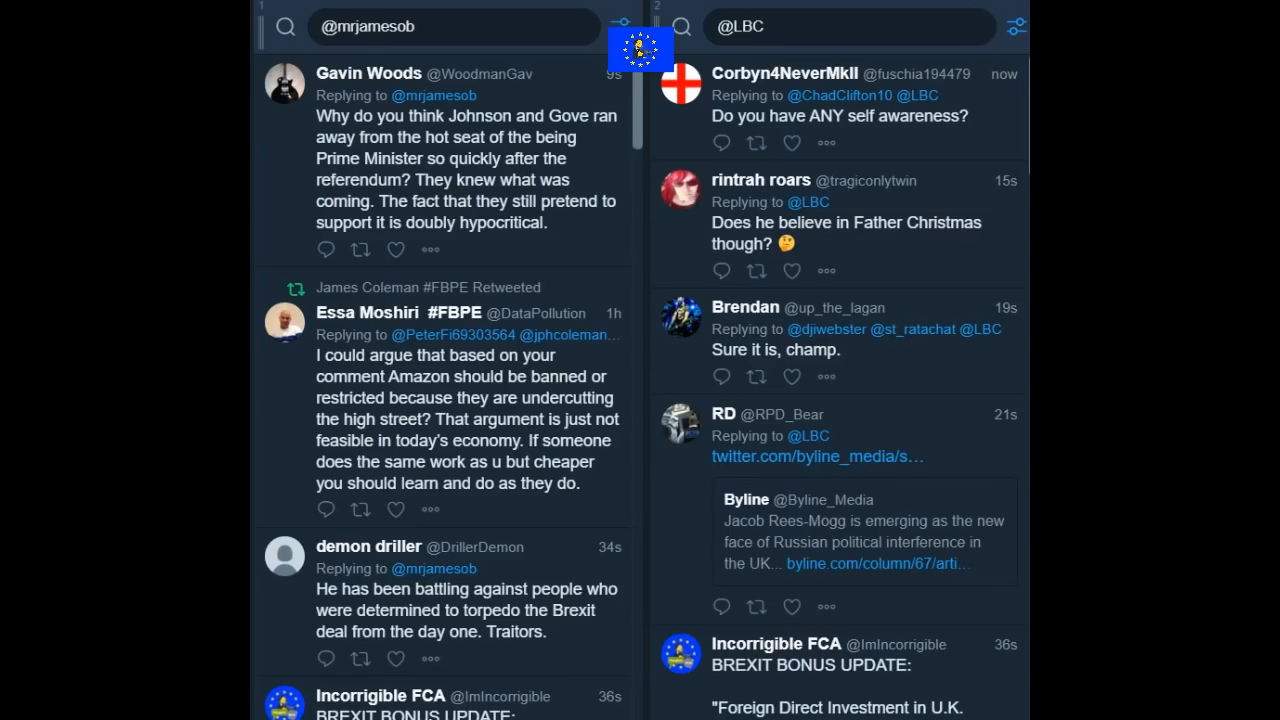 1
@mrjamesob
Gavin Woods @WoodmanGav 9s
Replying to @mrjamesob
Why do you think Johnson and Gove ran
away from the hot seat of the being
Prime Minister so quickly after the
referendum? They knew what was
coming. The fact that they still pretend to
support it is doubly hypocritical.
James Coleman #FBPE Retweeted
Essa Moshiri #FBPE @DataPollution 1h
Replying to @PeterFi69303564 @jphcoleman...
I could argue that based on your
comment Amazon should be banned or
restricted because they are undercutting
the high street? That argument is just not
feasible in today's economy. If someone
does the same work as u but cheaper
you should learn and do as they do.
demon driller @DrillerDemon 34s
Replying to @mrjamesob
He has been battling against people who
were determined to torpedo the Brexit
deal from the day one. Traitors.
Incorrigible FCA @ImIncorrigible 36s
BREXIT BONUS UPDATE:
2
@LBC
Corbyn4NeverMkII @fuschia194479 now
Replying to @ChadClifton10 @LBC
Do you have ANY self awareness?
rintrah roars @tragiconlytwin 15s
Replying to @LBC
Does he believe in Father Christmas
though? 🤔
Brendan @up_the_lagan 19s
Replying to @djiwebster @st_ratachat @LBC
Sure it is, champ.
RD @RPD_Bear 21s
Replying to @LBC
twitter.com/byline_media/s…
Byline @Byline_Media
Jacob Rees-Mogg is emerging as the new
face of Russian political interference in
the UK... byline.com/column/67/arti…
Incorrigible FCA @ImIncorrigible 36s
BREXIT BONUS UPDATE:
"Foreign Direct Investment in U.K.